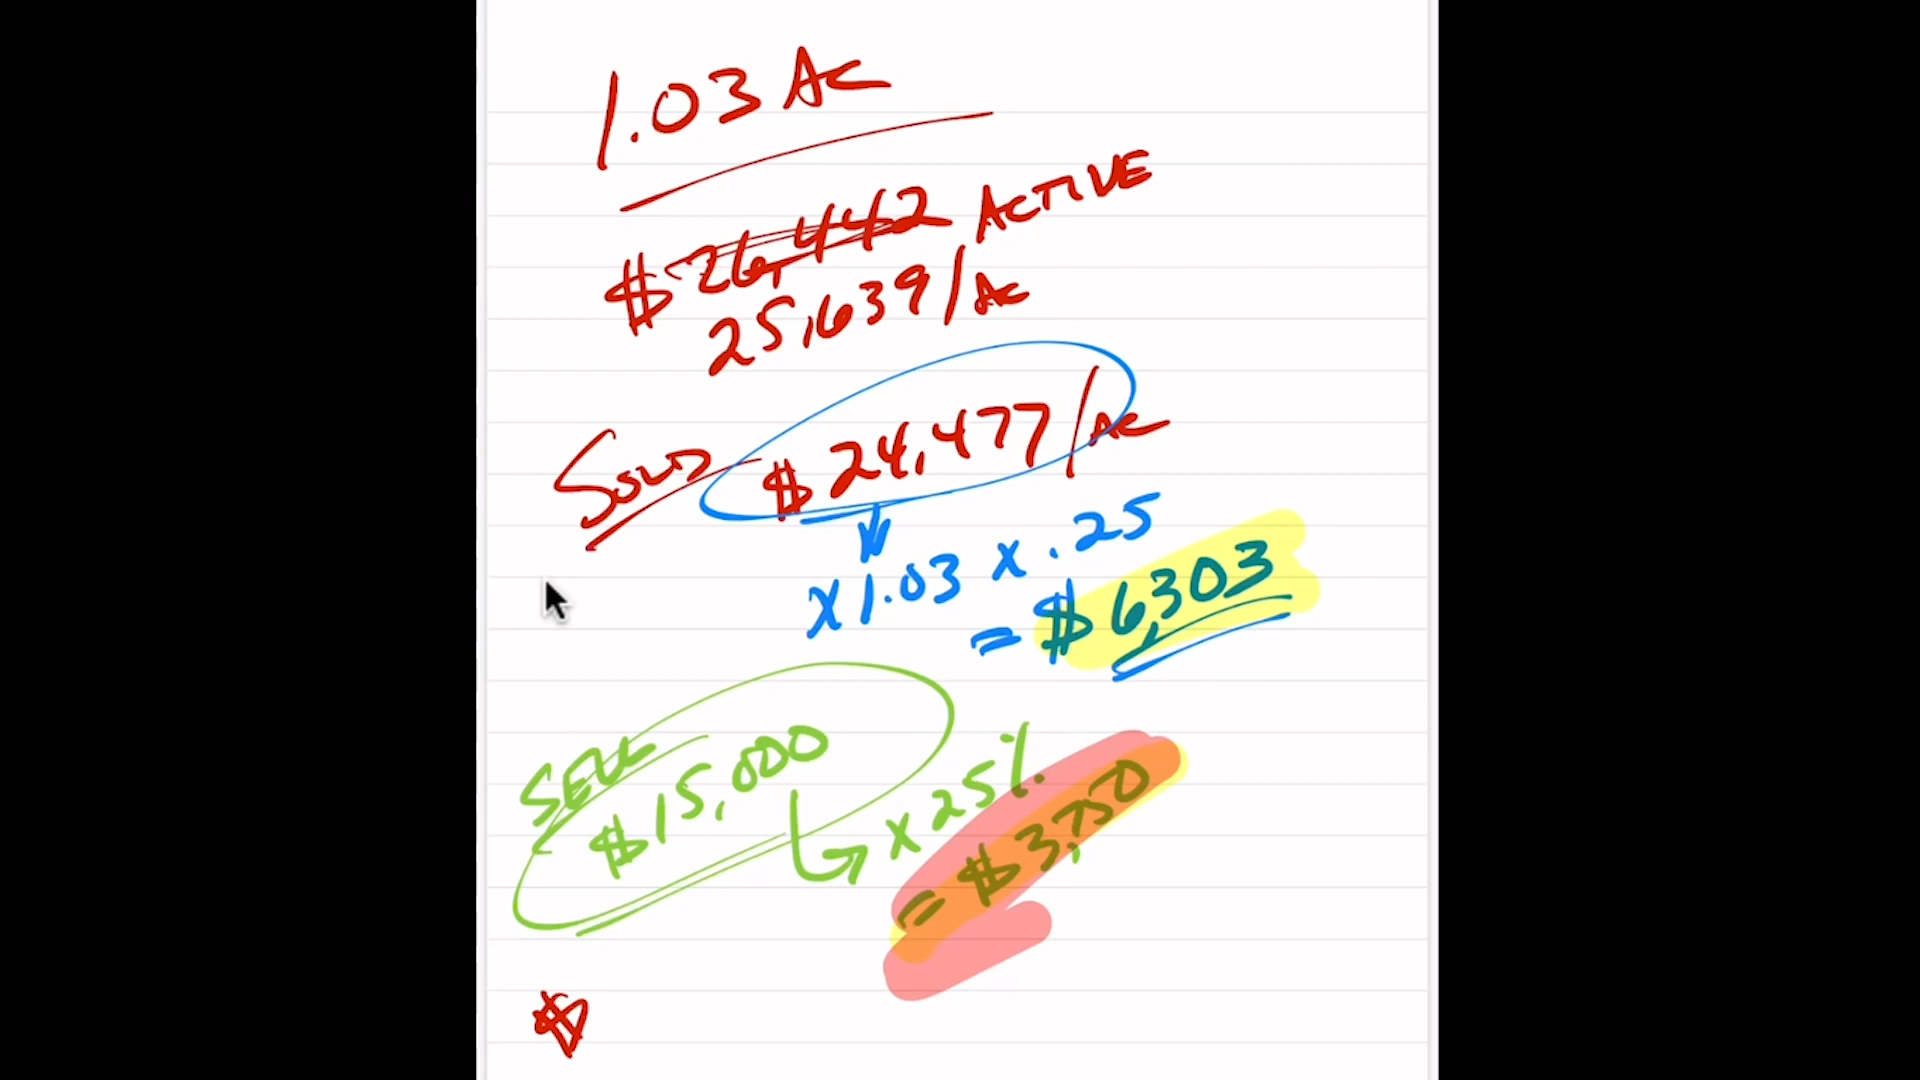 1.03 AC
$ 26,442 ACTIVE
25,639/AC
SOLD $ 24,477/AC
x 1.03 x .25
= $6,303
SELL
$15,000
x 25%
= $3,750
$